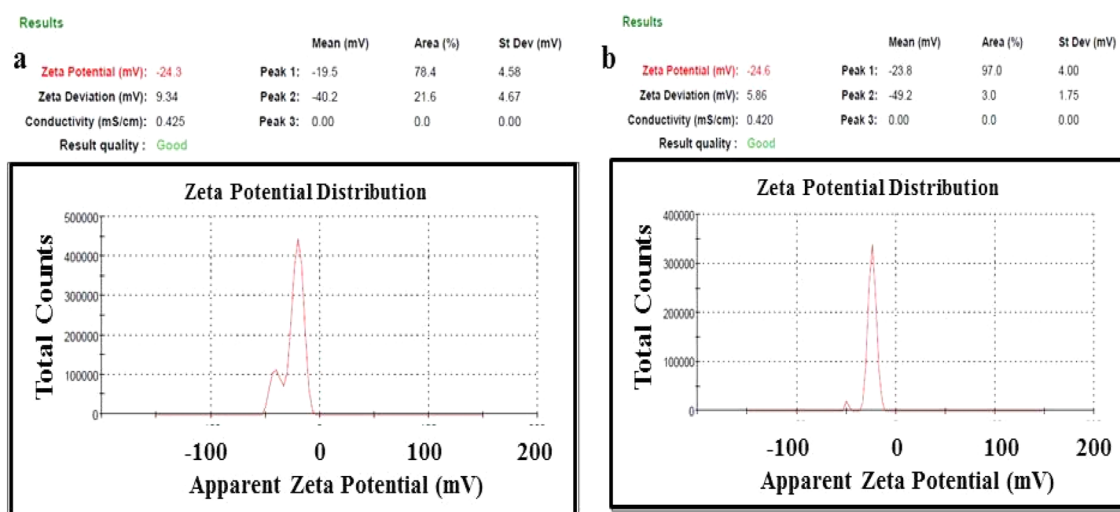 Results
Mean (mV) Area (%) St Dev (mV)
a
Zeta Potential (mV): -24.3 Peak 1: -19.5 78.4 4.58
Zeta Deviation (mV): 9.34 Peak 2: -40.2 21.6 4.67
Conductivity (mS/cm): 0.425 Peak 3: 0.00 0.0 0.00
Result quality : Good
Zeta Potential Distribution
Total Counts
500000
400000
300000
200000
100000
0
-100 0 100 200
Apparent Zeta Potential (mV)
Results
Mean (mV) Area (%) St Dev (mV)
b
Zeta Potential (mV): -24.6 Peak 1: -23.8 97.0 4.00
Zeta Deviation (mV): 5.86 Peak 2: -49.2 3.0 1.75
Conductivity (mS/cm): 0.420 Peak 3: 0.00 0.0 0.00
Result quality : Good
Zeta Potential Distribution
Total Counts
400000
300000
200000
100000
0
-100 0 100 200
Apparent Zeta Potential (mV)